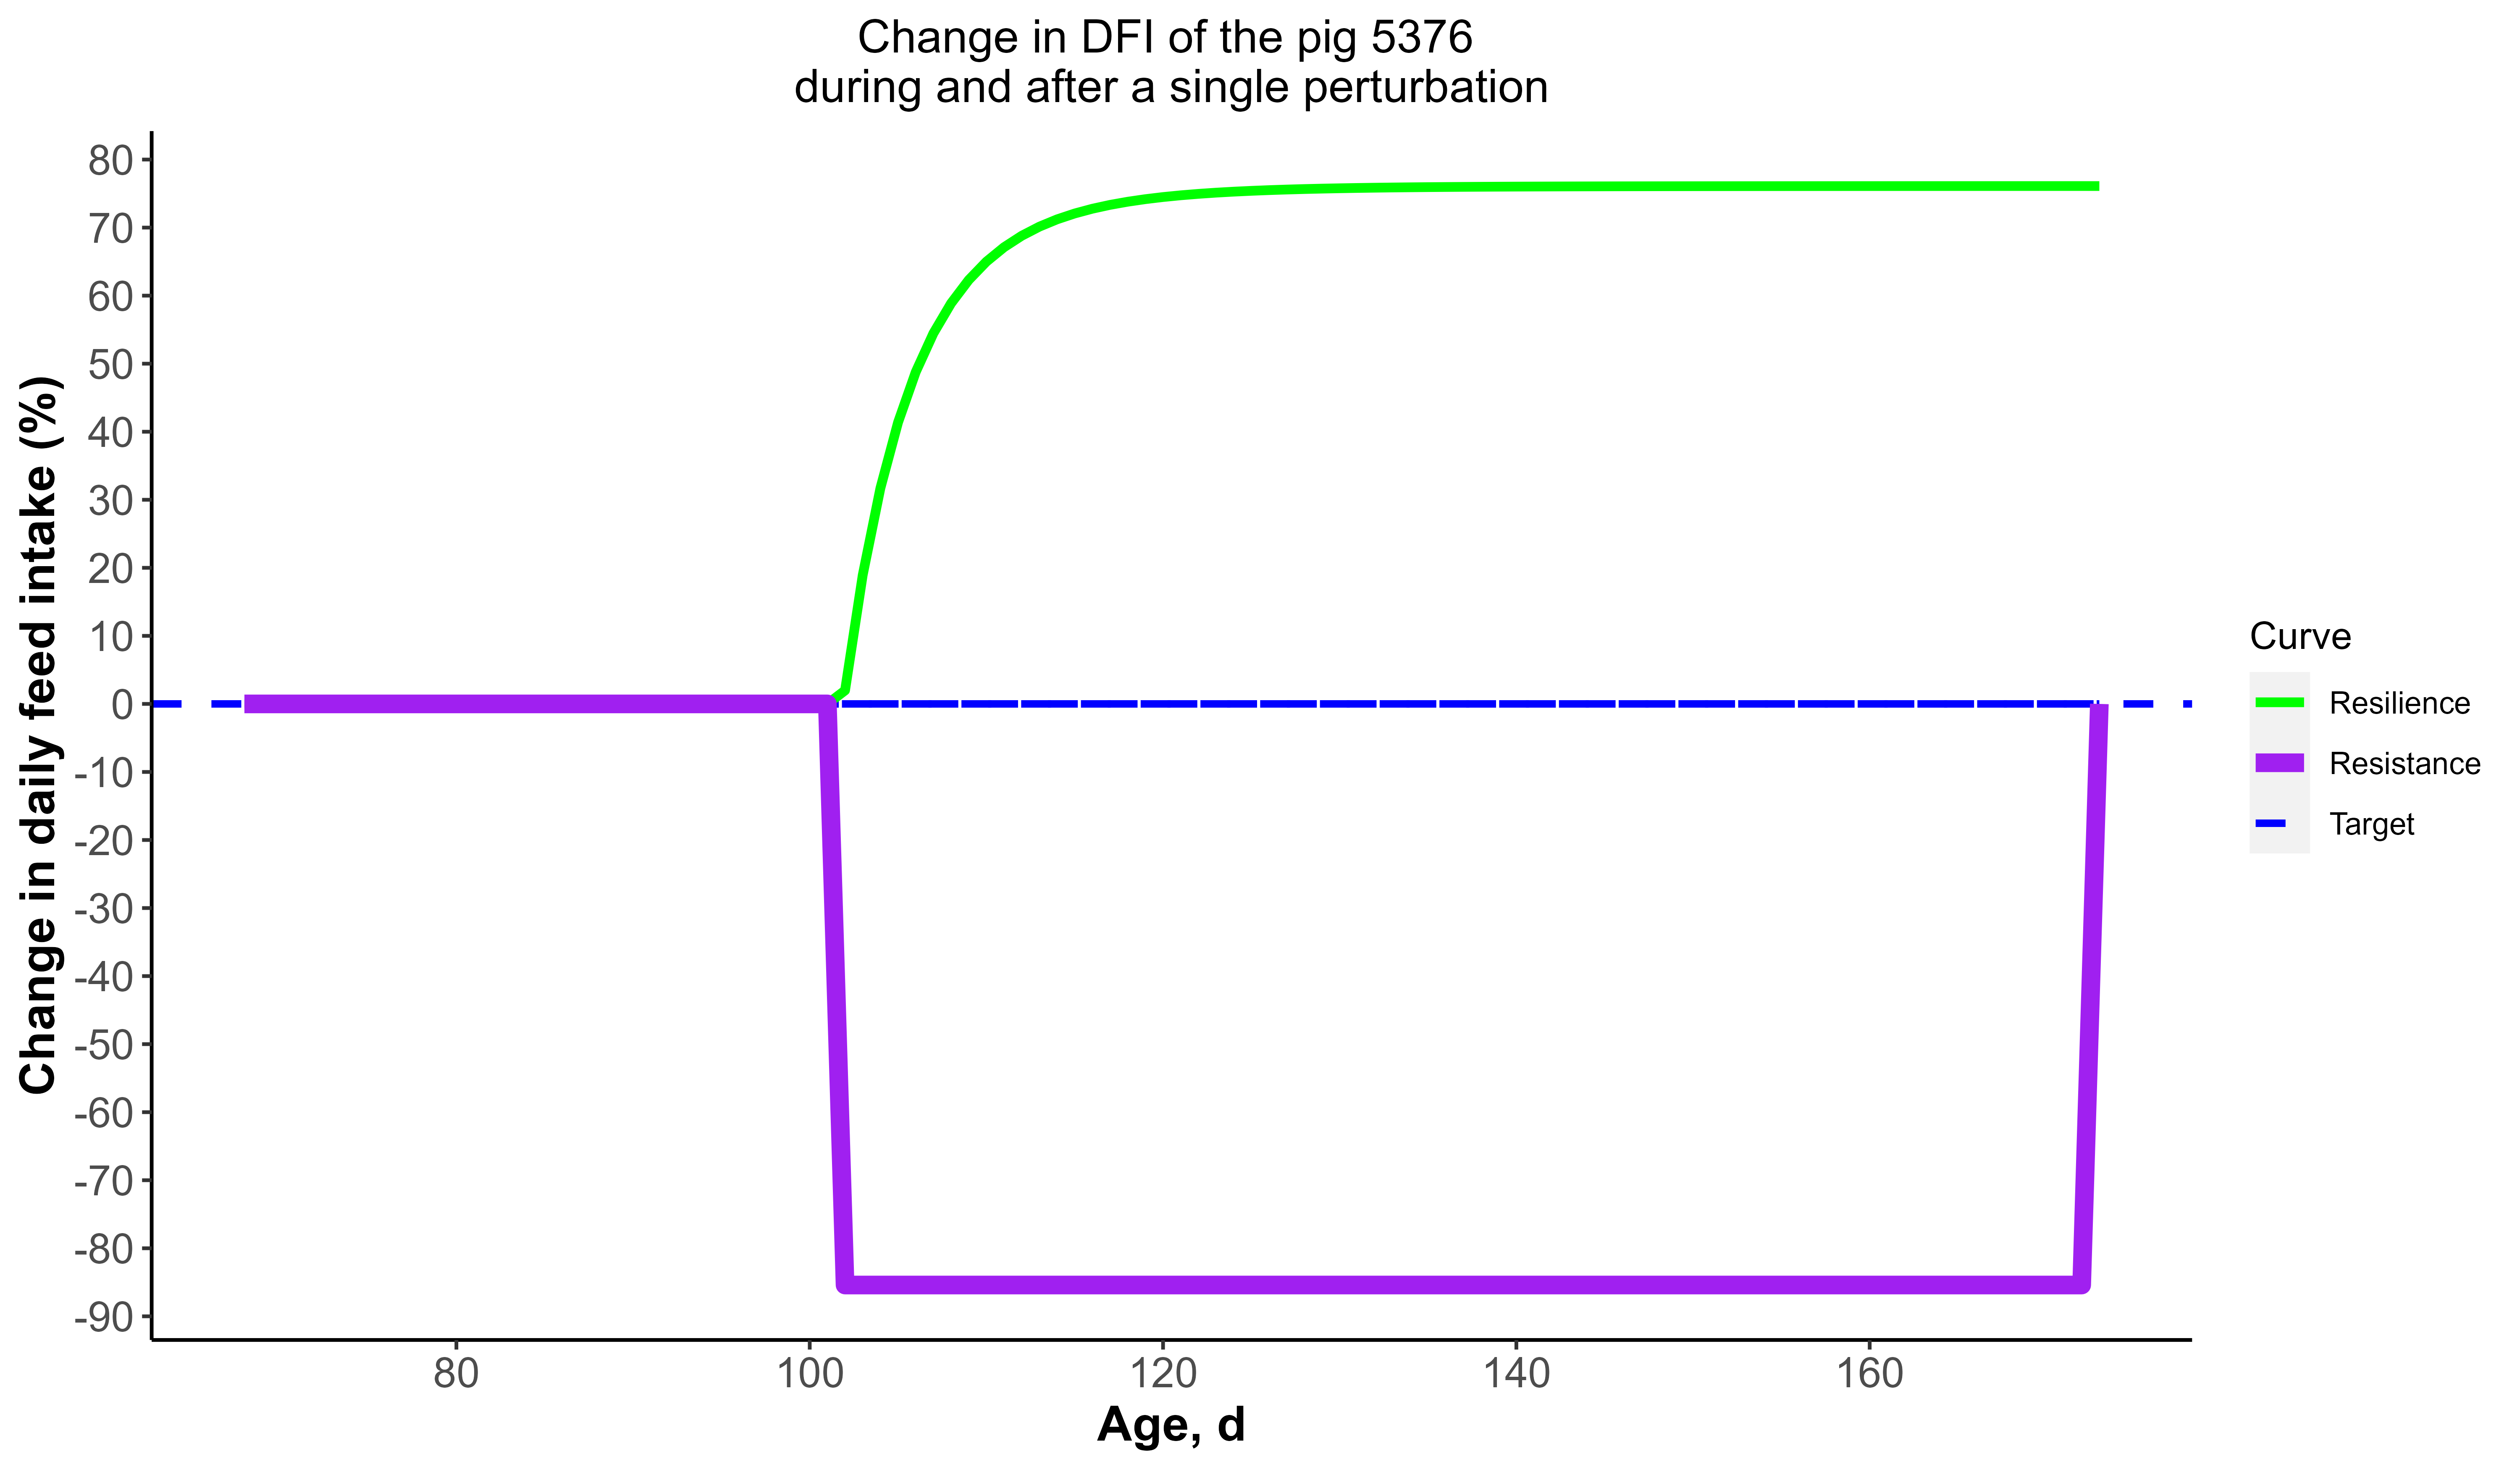 Change in DFI of the pig 5376
during and after a single perturbation
Change in daily feed intake (%)
80
70
60
50
40
30
20
10
0
-10
-20
-30
-40
-50
-60
-70
-80
-90
80 100 120 140 160
Age, d
Curve
Resilience
Resistance
Target